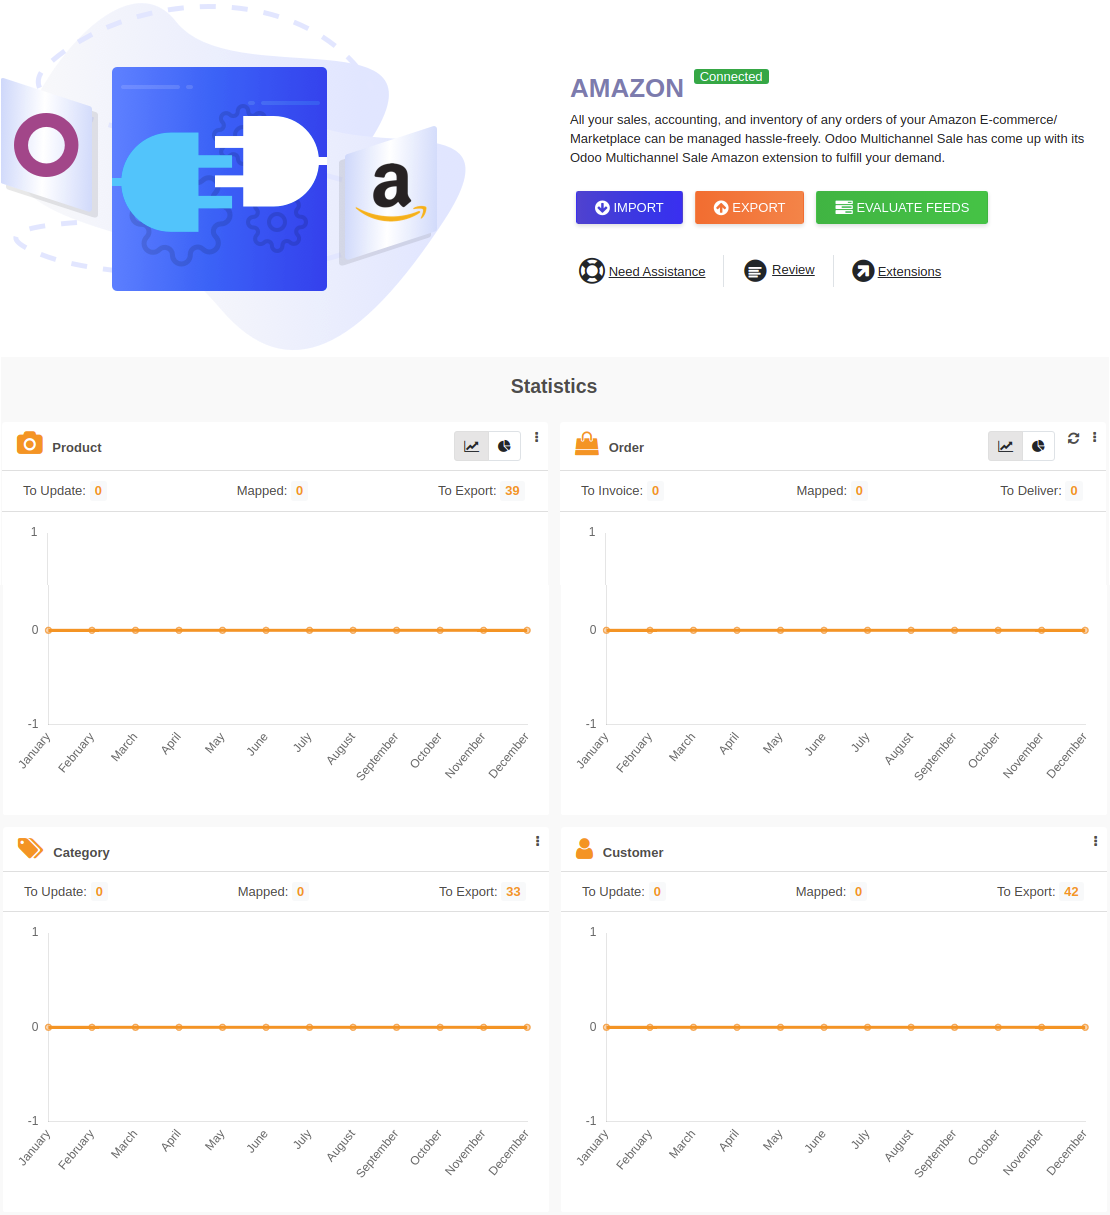 AMAZON Connected
All your sales, accounting, and inventory of any orders of your Amazon E-commerce/
Marketplace can be managed hassle-freely. Odoo Multichannel Sale has come up with its
Odoo Multichannel Sale Amazon extension to fulfill your demand.
IMPORT EXPORT EVALUATE FEEDS
Need Assistance Review Extensions
a
Statistics
Product
To Update: 0 Mapped: 0 To Export: 39
1
0
-1
January February March April May June July August September October November December
Order
To Invoice: 0 Mapped: 0 To Deliver: 0
1
0
-1
January February March April May June July August September October November December
Category
To Update: 0 Mapped: 0 To Export: 33
1
0
-1
January February March April May June July August September October November December
Customer
To Update: 0 Mapped: 0 To Export: 42
1
0
-1
January February March April May June July August September October November December